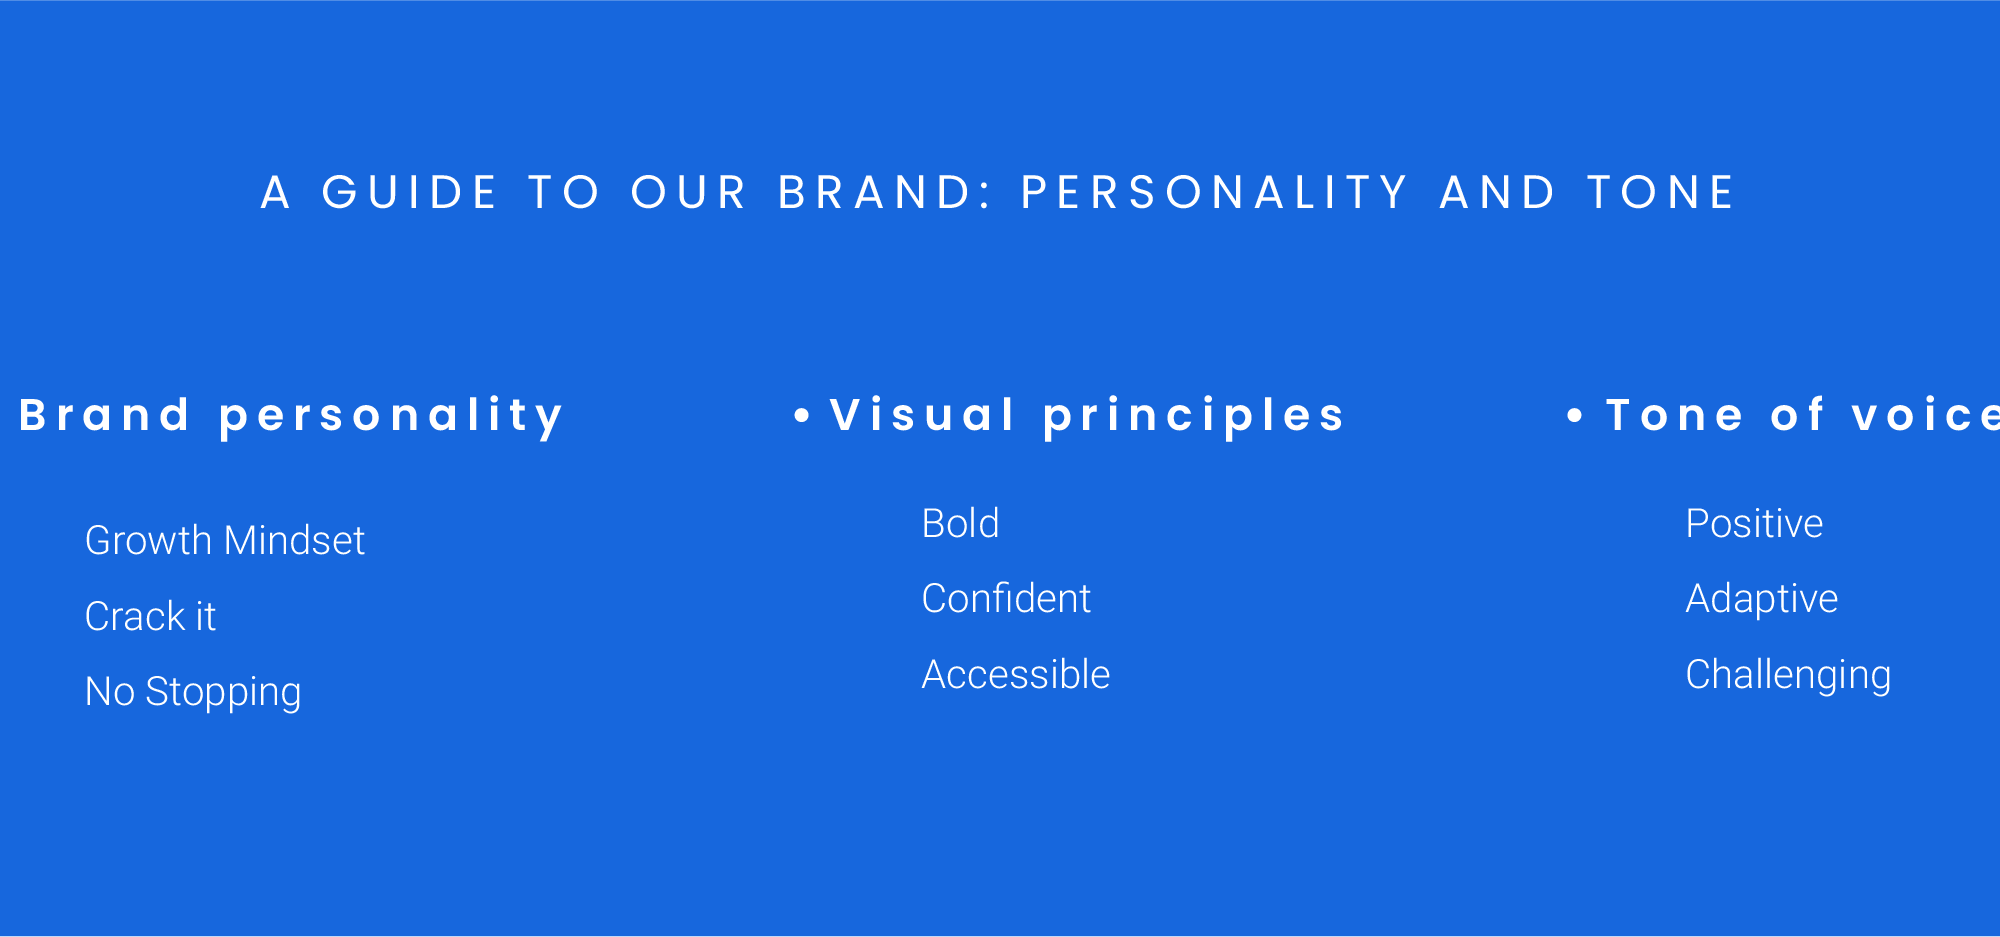 A GUIDE TO OUR BRAND: PERSONALITY AND TONE
Brand personality
Growth Mindset
Crack it
No Stopping
• Visual principles
Bold
Confident
Accessible
• Tone of voice
Positive
Adaptive
Challenging